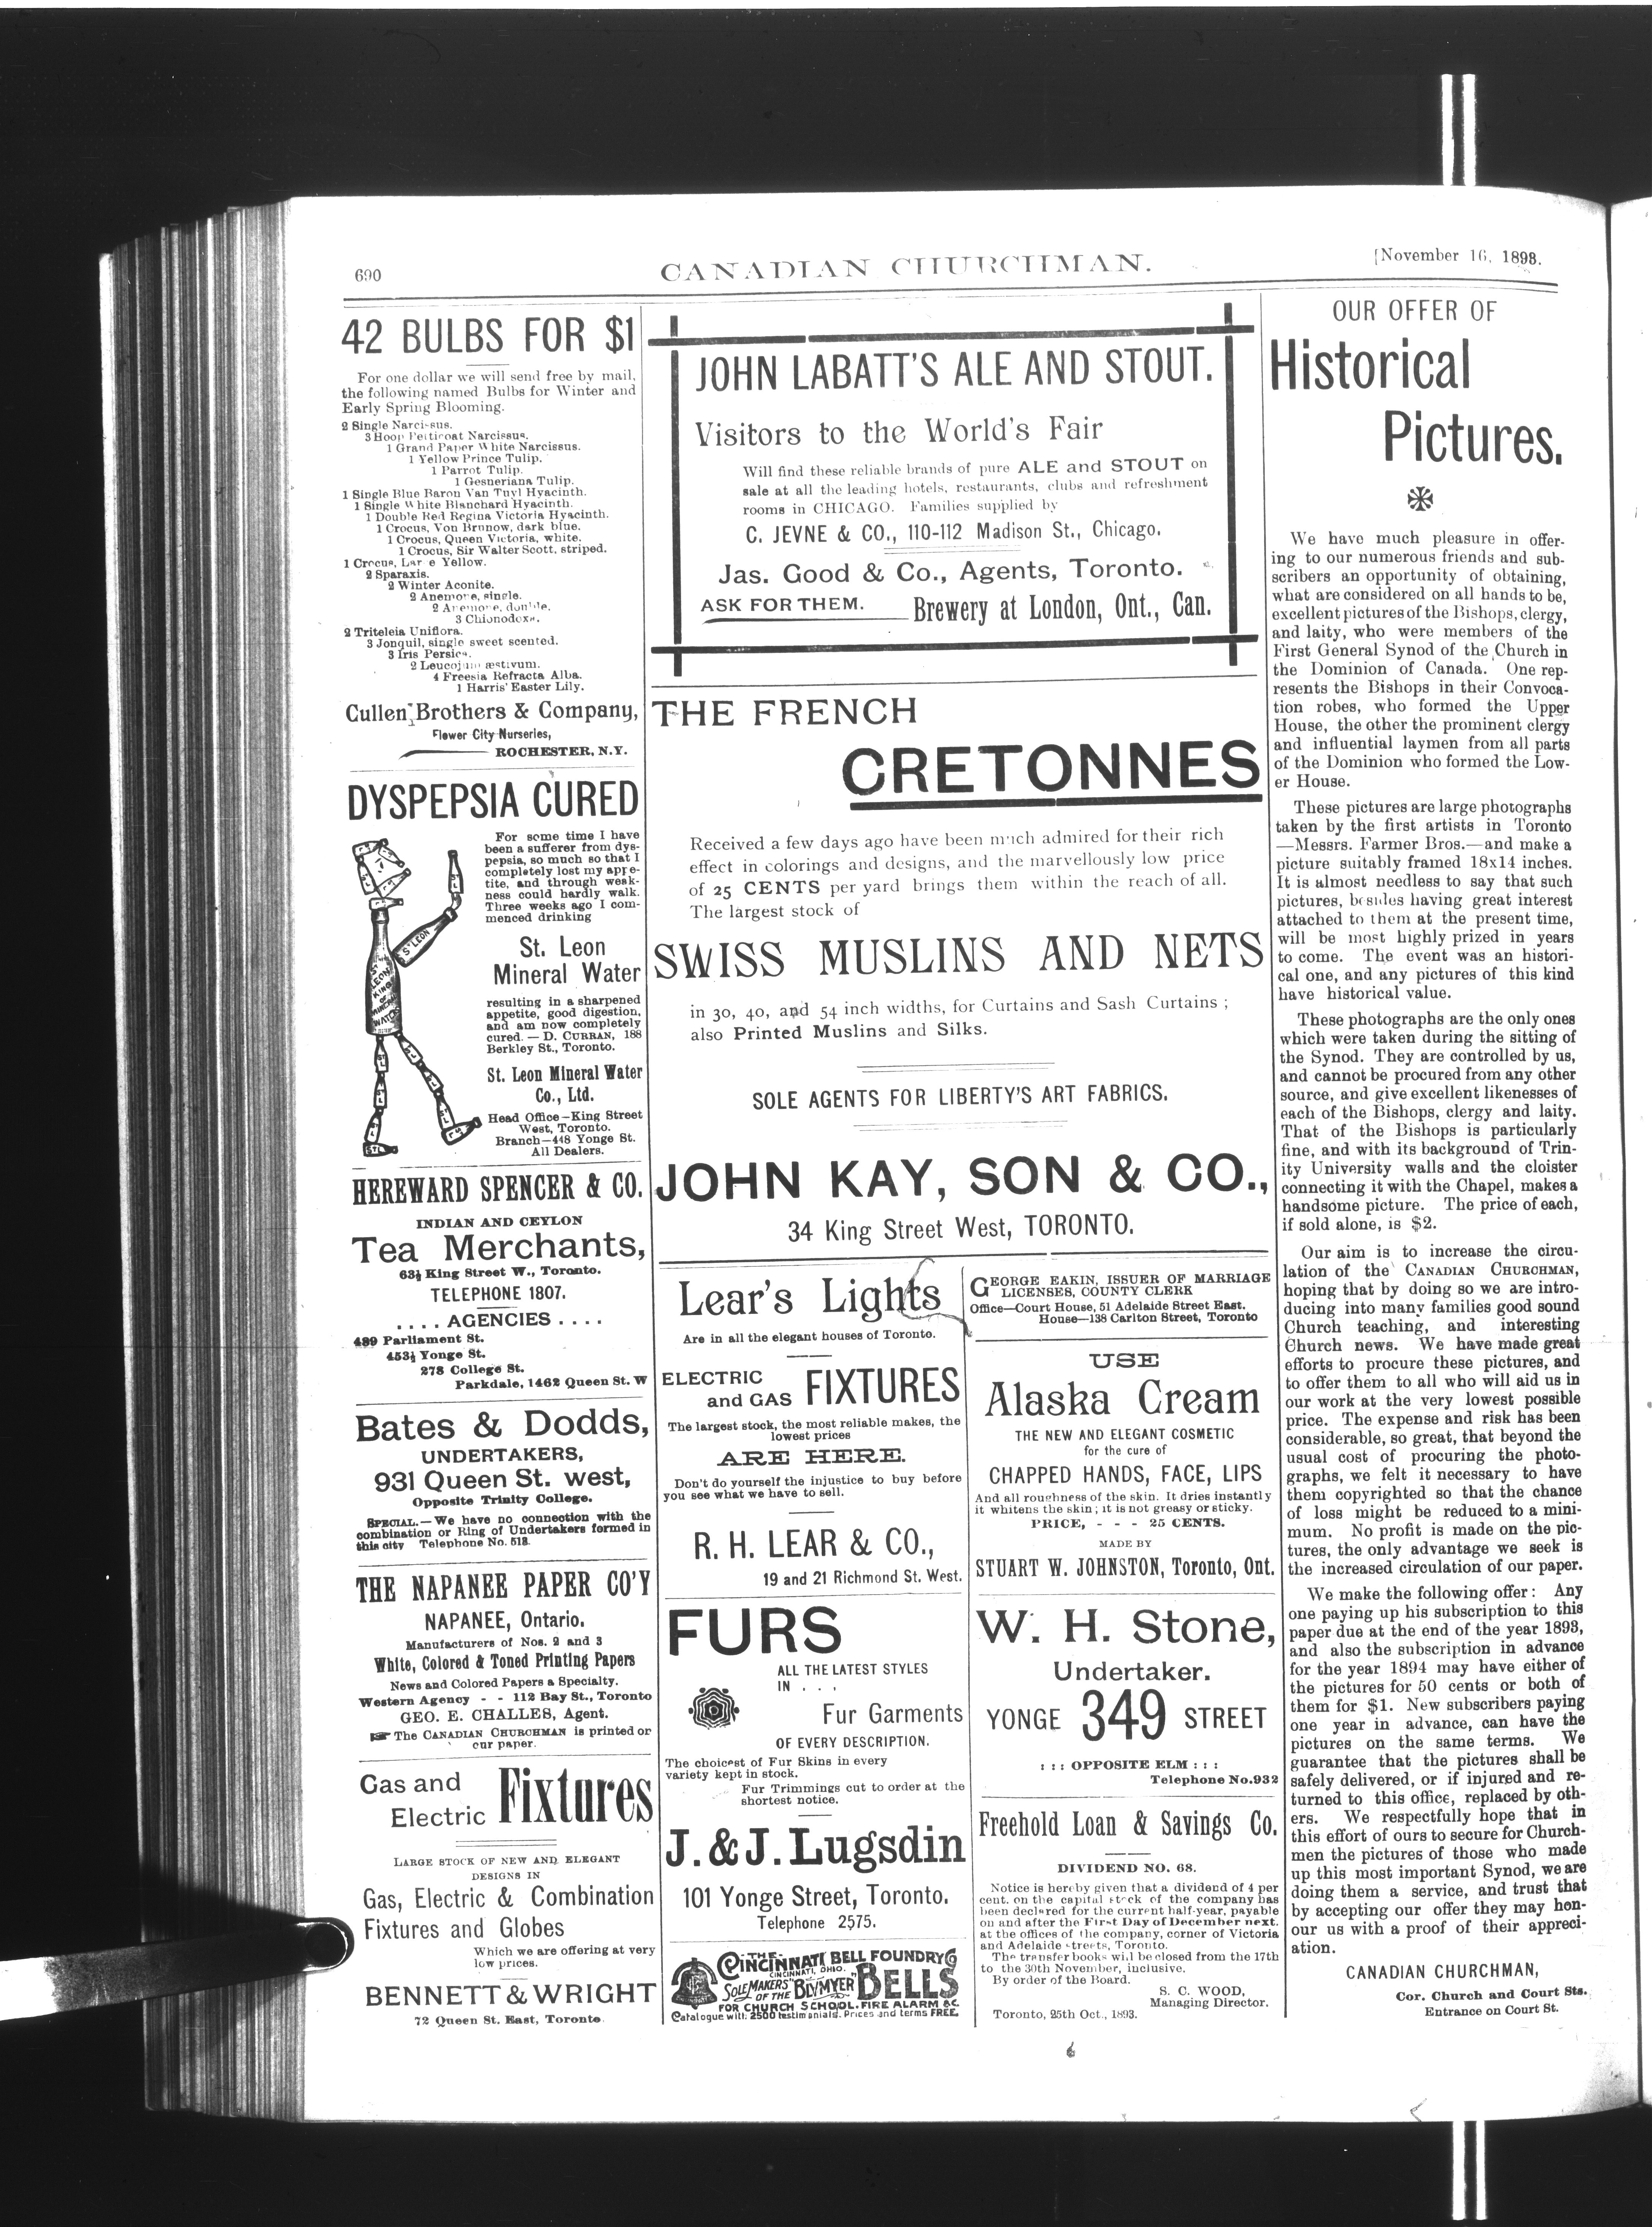 690
CANADIAN CHURCHMAN.
[November 16, 1893.
42 BULBS FOR $1
For one dollar we will send free by mail,
the following named Bulbs for Winter and
Early Spring Blooming.
2 Single Narcissus.
3 Hoop Petticoat Narcissus.
1 Grand Paper White Narcissus.
1 Yellow Prince Tulip.
1 Parrot Tulip.
1 Gesneriana Tulip.
1 Single Blue Baron Van Tuyl Hyacinth.
1 Single White Blanchard Hyacinth.
1 Double Red Regina Victoria Hyacinth.
1 Crocus, Von Brunow, dark blue.
1 Crocus, Queen Victoria, white.
1 Crocus, Sir Walter Scott, striped.
1 Crocus, Lar e Yellow.
2 Sparaxis.
2 Winter Aconite.
2 Anemore, single.
2 Anemore, double.
3 Chionodoxa.
2 Triteleia Uniflora.
3 Jonquil, single sweet scented.
3 Iris Persica.
2 Leucojum æstivum.
4 Freesia Refracta Alba.
1 Harris' Easter Lily.
Cullen Brothers & Company,
Flower City Nurseries,
ROCHESTER, N.Y.
DYSPEPSIA CURED
For some time I have
been a sufferer from dys-
pepsia, so much so that I
completely lost my appe-
tite, and through weak-
ness could hardly walk.
Three weeks ago I com-
menced drinking
St. Leon
Mineral Water
resulting in a sharpened
appetite, good digestion,
and am now completely
cured. — D. CURRAN, 188
Berkley St., Toronto.
St. Leon Mineral Water
Co., Ltd.
Head Office—King Street
West, Toronto.
Branch—448 Yonge St.
All Dealers.
ST LEON
ST LEON KING OF MINERAL WATERS
HEREWARD SPENCER & CO.
INDIAN AND CEYLON
Tea Merchants,
63½ King Street W., Toronto.
TELEPHONE 1807.
. . . . AGENCIES . . . .
489 Parliament St.
453½ Yonge St.
278 College St.
Parkdale, 1462 Queen St. W
Bates & Dodds,
UNDERTAKERS,
931 Queen St. west,
Opposite Trinity College.
SPECIAL.—We have no connection with the
combination or Ring of Undertakers formed in
this city Telephone No. 513.
THE NAPANEE PAPER CO'Y
NAPANEE, Ontario.
Manufacturers of Nos. 2 and 3
White, Colored & Toned Printing Papers
News and Colored Papers a Specialty.
Western Agency - - 112 Bay St., Toronto
GEO. E. CHALLES, Agent.
☞ The CANADIAN CHURCHMAN is printed on
our paper.
Gas and
Electric Fixtures
LARGE STOCK OF NEW AND ELEGANT
DESIGNS IN
Gas, Electric & Combination
Fixtures and Globes
Which we are offering at very
low prices.
BENNETT & WRIGHT
72 Queen St. East, Toronto.
JOHN LABATT'S ALE AND STOUT.
Visitors to the World's Fair
Will find these reliable brands of pure ALE and STOUT on
sale at all the leading hotels, restaurants, clubs and refreshment
rooms in CHICAGO. Families supplied by
C. JEVNE & CO., 110-112 Madison St., Chicago.
Jas. Good & Co., Agents, Toronto.
ASK FOR THEM. Brewery at London, Ont., Can.
THE FRENCH
CRETONNES
Received a few days ago have been much admired for their rich
effect in colorings and designs, and the marvellously low price
of 25 CENTS per yard brings them within the reach of all.
The largest stock of
SWISS MUSLINS AND NETS
in 30, 40, and 54 inch widths, for Curtains and Sash Curtains ;
also Printed Muslins and Silks.
SOLE AGENTS FOR LIBERTY'S ART FABRICS.
JOHN KAY, SON & CO.,
34 King Street West, TORONTO.
Lear's Lights
Are in all the elegant houses of Toronto.
ELECTRIC
and GAS FIXTURES
The largest stock, the most reliable makes, the
lowest prices
ARE HERE.
Don't do yourself the injustice to buy before
you see what we have to sell.
R. H. LEAR & CO.,
19 and 21 Richmond St. West.
FURS
ALL THE LATEST STYLES
IN . . .
Fur Garments
OF EVERY DESCRIPTION.
The choicest of Fur Skins in every
variety kept in stock.
Fur Trimmings cut to order at the
shortest notice.
J. & J. Lugsdin
101 Yonge Street, Toronto.
Telephone 2575.
THE
CINCINNATI BELL FOUNDRY CO
CINCINNATI, OHIO.
SOLE MAKERS OF THE "BLYMYER" BELLS
FOR CHURCH SCHOOL. FIRE ALARM &C.
Catalogue with 2500 testimonials. Prices and terms FREE.
GEORGE EAKIN, ISSUER OF MARRIAGE
LICENSES, COUNTY CLERK
Office—Court House, 51 Adelaide Street East.
House—138 Carlton Street, Toronto
USE
Alaska Cream
THE NEW AND ELEGANT COSMETIC
for the cure of
CHAPPED HANDS, FACE, LIPS
And all roughness of the skin. It dries instantly
it whitens the skin ; it is not greasy or sticky.
PRICE, - - - 25 CENTS.
MADE BY
STUART W. JOHNSTON, Toronto, Ont.
W. H. Stone,
Undertaker.
YONGE 349 STREET
: : : OPPOSITE ELM : : :
Telephone No. 932
Freehold Loan & Savings Co.
DIVIDEND NO. 68.
Notice is hereby given that a dividend of 4 per
cent. on the capital stock of the company has
been declared for the current half-year, payable
on and after the First Day of December next.
at the offices of the company, corner of Victoria
and Adelaide streets, Toronto.
The transfer books will be closed from the 17th
to the 30th November, inclusive.
By order of the Board.
S. C. WOOD,
Managing Director.
Toronto, 25th Oct., 1893.
OUR OFFER OF
Historical
Pictures.
We have much pleasure in offer-
ing to our numerous friends and sub-
scribers an opportunity of obtaining,
what are considered on all hands to be,
excellent pictures of the Bishops, clergy,
and laity, who were members of the
First General Synod of the Church in
the Dominion of Canada. One rep-
resents the Bishops in their Convoca-
tion robes, who formed the Upper
House, the other the prominent clergy
and influential laymen from all parts
of the Dominion who formed the Low-
er House.
These pictures are large photographs
taken by the first artists in Toronto
—Messrs. Farmer Bros.—and make a
picture suitably framed 18x14 inches.
It is almost needless to say that such
pictures, besides having great interest
attached to them at the present time,
will be most highly prized in years
to come. The event was an histori-
cal one, and any pictures of this kind
have historical value.
These photographs are the only ones
which were taken during the sitting of
the Synod. They are controlled by us,
and cannot be procured from any other
source, and give excellent likenesses of
each of the Bishops, clergy and laity.
That of the Bishops is particularly
fine, and with its background of Trin-
ity University walls and the cloister
connecting it with the Chapel, makes a
handsome picture. The price of each,
if sold alone, is $2.
Our aim is to increase the circu-
lation of the CANADIAN CHURCHMAN,
hoping that by doing so we are intro-
ducing into many families good sound
Church teaching, and interesting
Church news. We have made great
efforts to procure these pictures, and
to offer them to all who will aid us in
our work at the very lowest possible
price. The expense and risk has been
considerable, so great, that beyond the
usual cost of procuring the photo-
graphs, we felt it necessary to have
them copyrighted so that the chance
of loss might be reduced to a mini-
mum. No profit is made on the pic-
tures, the only advantage we seek is
the increased circulation of our paper.
We make the following offer: Any
one paying up his subscription to this
paper due at the end of the year 1893,
and also the subscription in advance
for the year 1894 may have either of
the pictures for 50 cents or both of
them for $1. New subscribers paying
one year in advance, can have the
pictures on the same terms. We
guarantee that the pictures shall be
safely delivered, or if injured and re-
turned to this office, replaced by oth-
ers. We respectfully hope that in
this effort of ours to secure for Church-
men the pictures of those who made
up this most important Synod, we are
doing them a service, and trust that
by accepting our offer they may hon-
our us with a proof of their appreci-
ation.
CANADIAN CHURCHMAN,
Cor. Church and Court Sts.
Entrance on Court St.